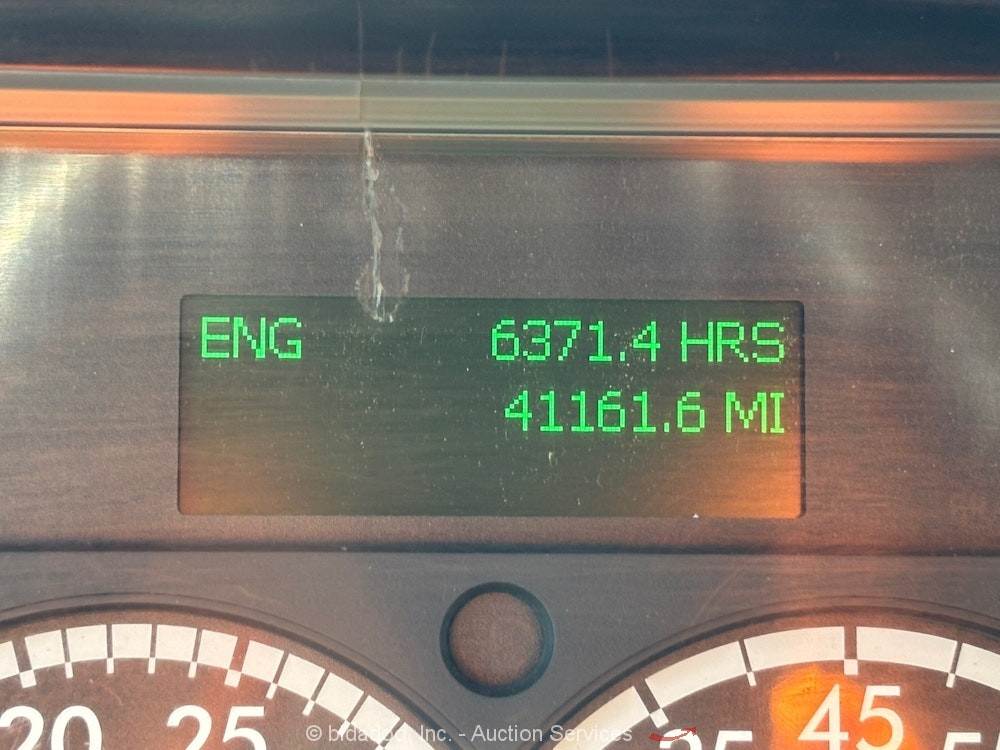 ENG 6371.4 HRS
41161.6 MI
20 25 45
© bidadoo, Inc. - Auction Services